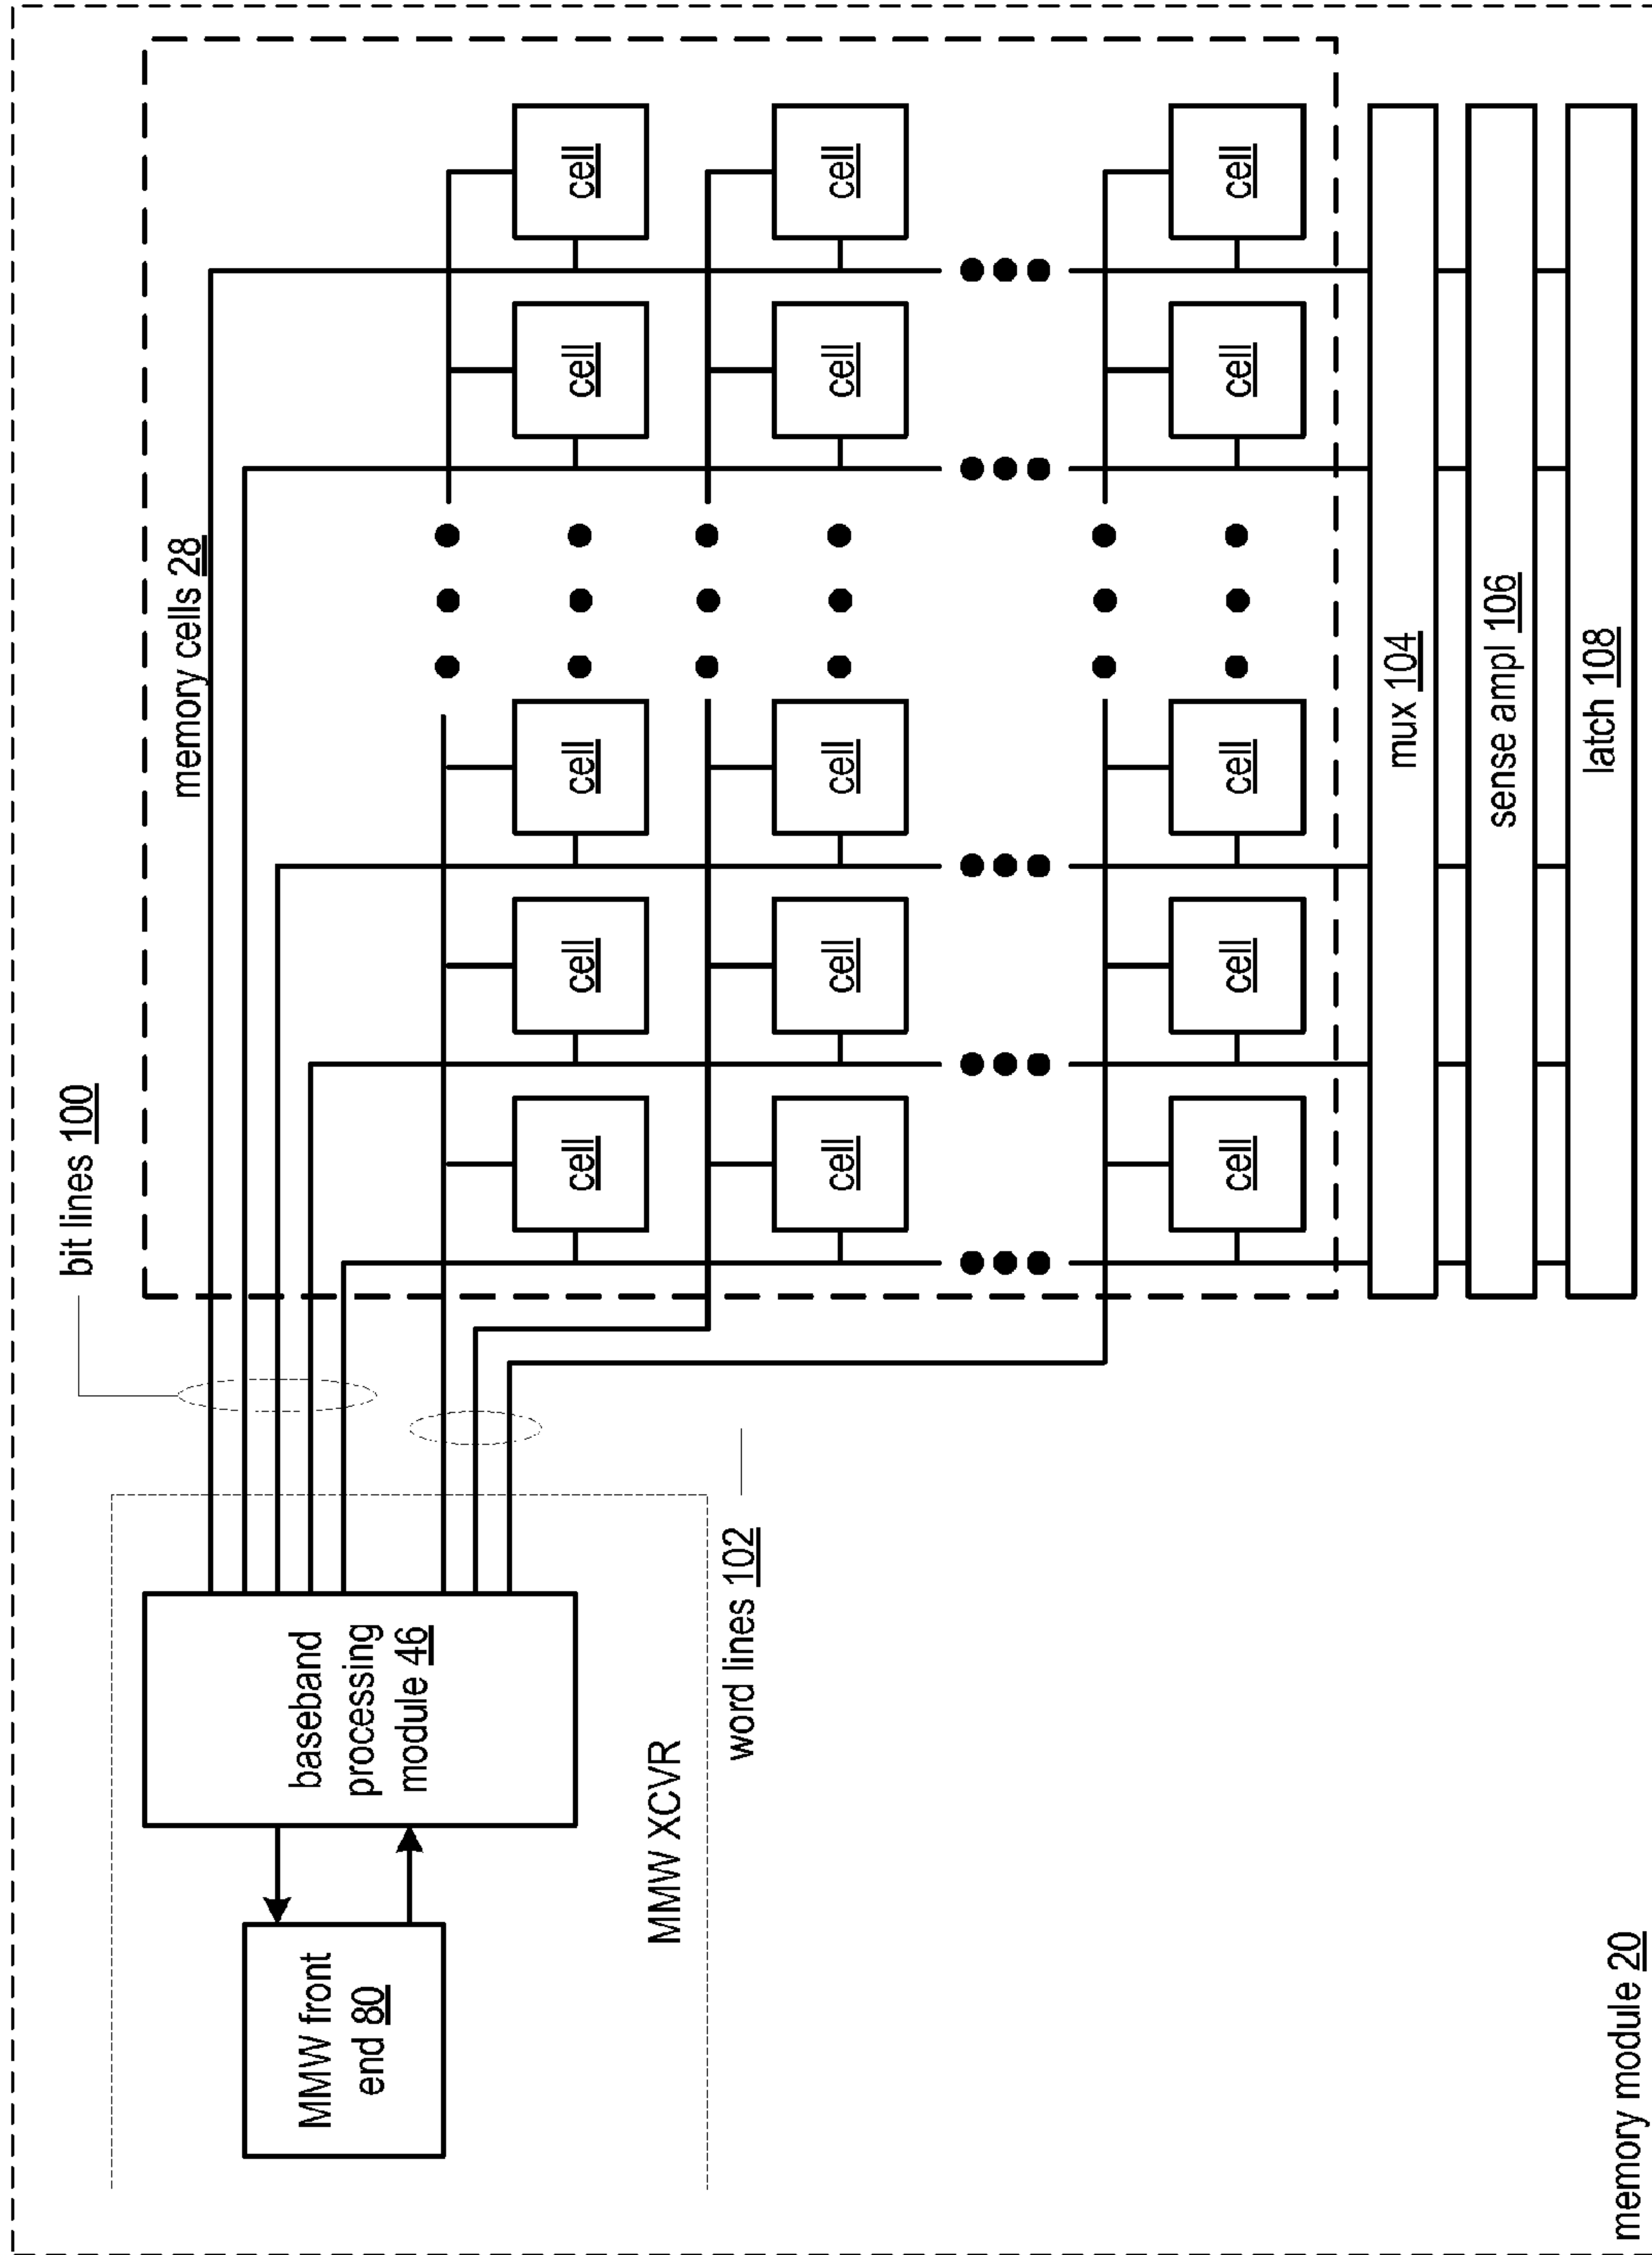 bit lines 100
memory cells 28
MMW front
end 80
baseband
processing
module 46
cell
cell
cell
cell
cell
MMW XCVR
word lines 102
cell
cell
cell
cell
cell
cell
cell
cell
cell
cell
mux 104
sense ampl 106
latch 108
memory module 20